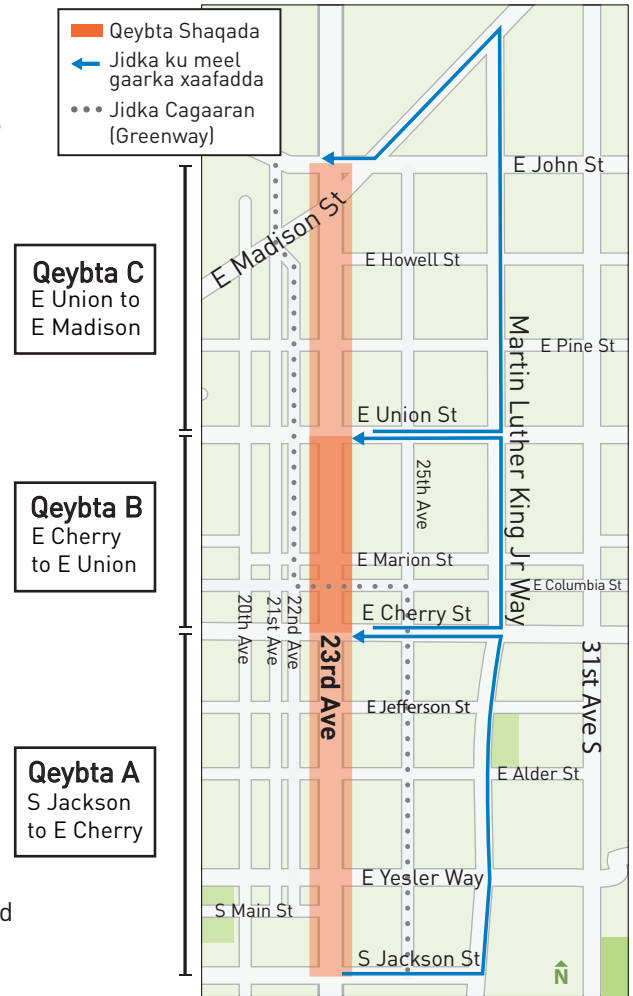 Qeybta Shaqada
Jidka ku meel
gaarka xaafadda
Jidka Cagaaran
(Greenway)
E John St
E Madison St
E Howell St
Qeybta C
E Union to
E Madison
Martin Luther King Jr Way
E Pine St
E Union St
25th Ave
Qeybta B
E Cherry
to E Union
E Marion St
E Columbia St
20th Ave
21st Ave
22nd Ave
E Cherry St
23rd Ave
31st Ave S
E Jefferson St
Qeybta A
S Jackson
to E Cherry
E Alder St
E Yesler Way
S Main St
S Jackson St
N